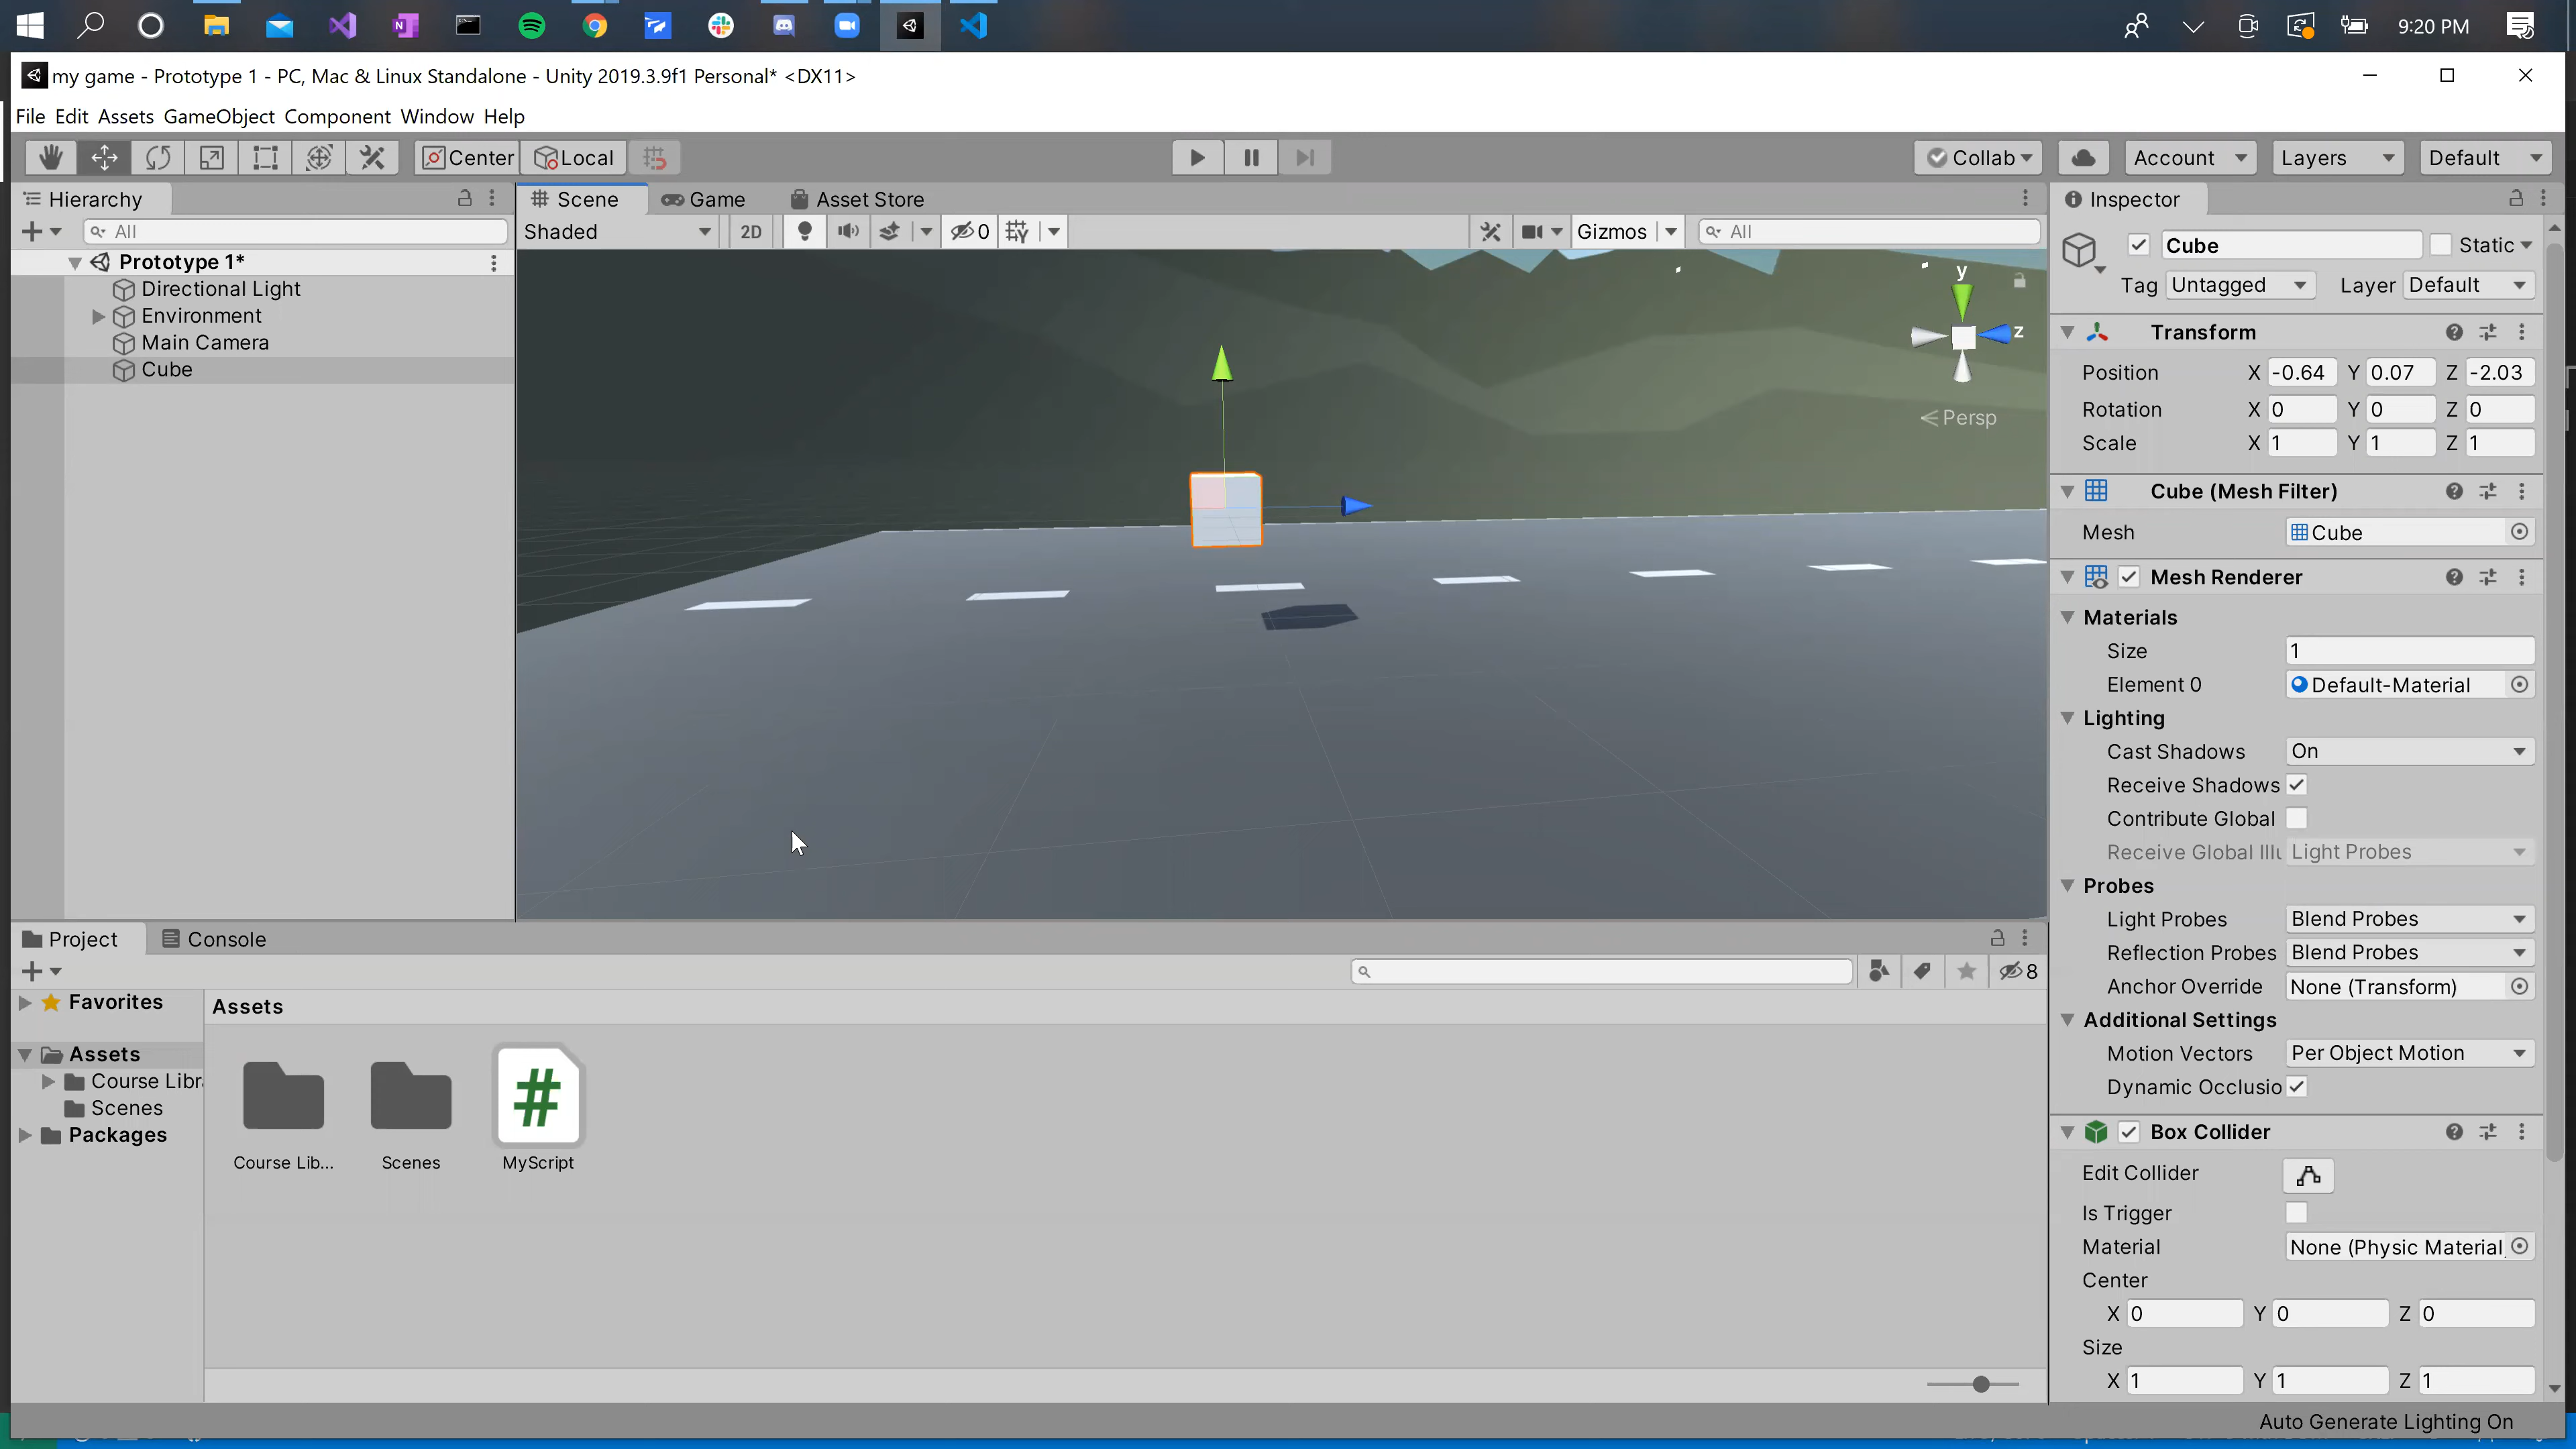 9:20 PM
my game - Prototype 1 - PC, Mac & Linux Standalone - Unity 2019.3.9f1 Personal* <DX11>
File Edit Assets GameObject Component Window Help
Center Local Collab Account Layers Default
Hierarchy
All
Prototype 1*
Directional Light
Environment
Main Camera
Cube
Scene Game Asset Store
Shaded 2D 0 Gizmos All
y
z
Persp
Inspector
Cube Static
Tag Untagged Layer Default
Transform
Position X -0.64 Y 0.07 Z -2.03
Rotation X 0 Y 0 Z 0
Scale X 1 Y 1 Z 1
Cube (Mesh Filter)
Mesh Cube
Mesh Renderer
Materials
Size 1
Element 0 Default-Material
Lighting
Cast Shadows On
Receive Shadows
Contribute Global
Receive Global Illu Light Probes
Probes
Light Probes Blend Probes
Reflection Probes Blend Probes
Anchor Override None (Transform)
Additional Settings
Motion Vectors Per Object Motion
Dynamic Occlusio
Box Collider
Edit Collider
Is Trigger
Material None (Physic Material
Center
X 0 Y 0 Z 0
Size
X 1 Y 1 Z 1
Project Console
8
Favorites
Assets
Course Libr
Scenes
Packages
Assets
Course Lib...
Scenes
MyScript
Auto Generate Lighting On